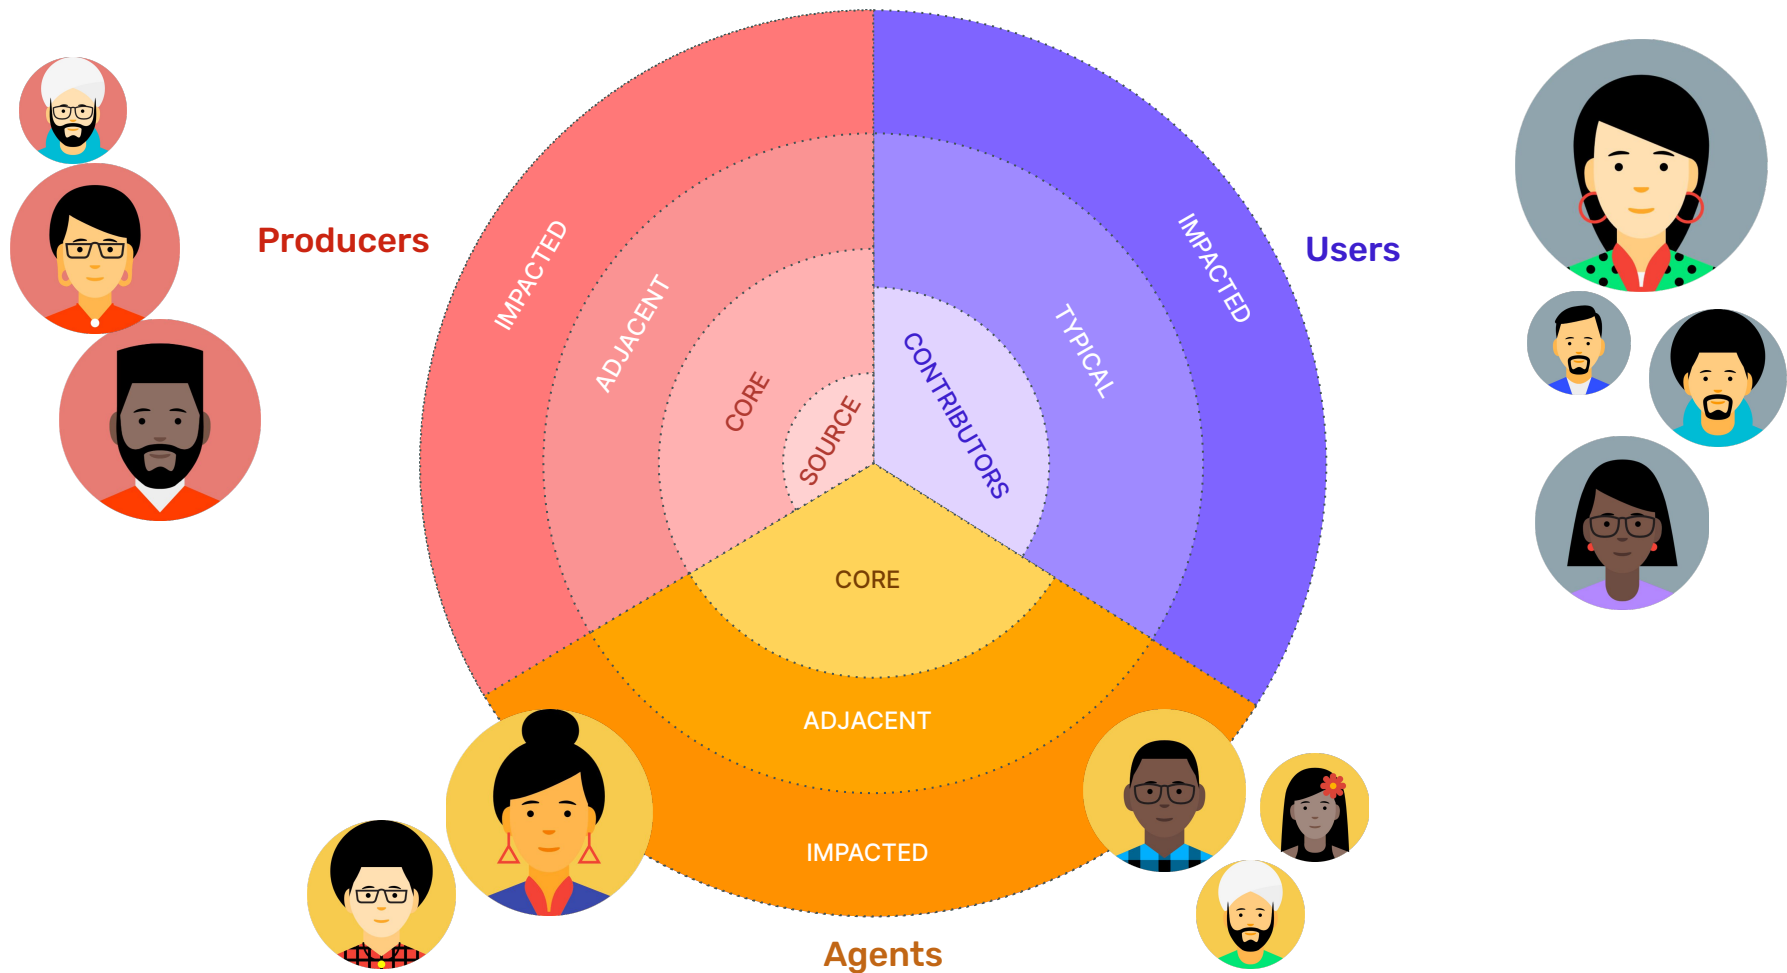 Producers
IMPACTED
ADJACENT
CORE
SOURCE
Users
IMPACTED
TYPICAL
CONTRIBUTORS
CORE
ADJACENT
IMPACTED
Agents